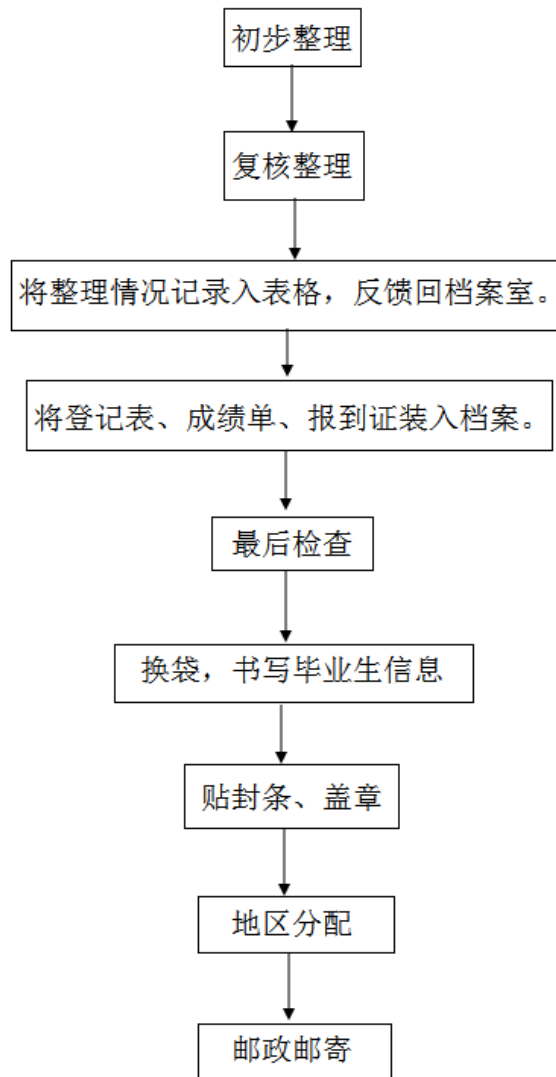 初步整理
复核整理
将整理情况记录入表格，反馈回档案室。
将登记表、成绩单、报到证装入档案。
最后检查
换袋，书写毕业生信息
贴封条、盖章
地区分配
邮政邮寄